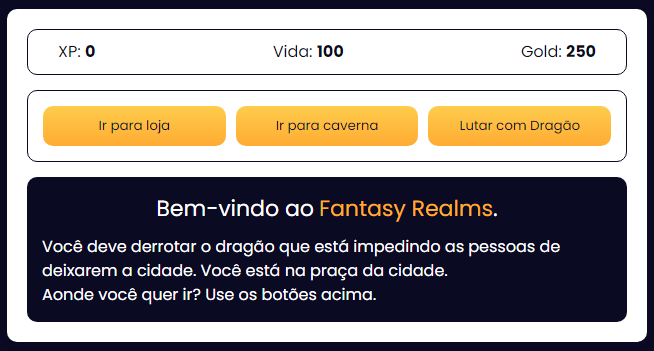 XP: 0 Vida: 100 Gold: 250
Ir para loja Ir para caverna Lutar com Dragão
Bem-vindo ao Fantasy Realms.
Você deve derrotar o dragão que está impedindo as pessoas de
deixarem a cidade. Você está na praça da cidade.
Aonde você quer ir? Use os botões acima.